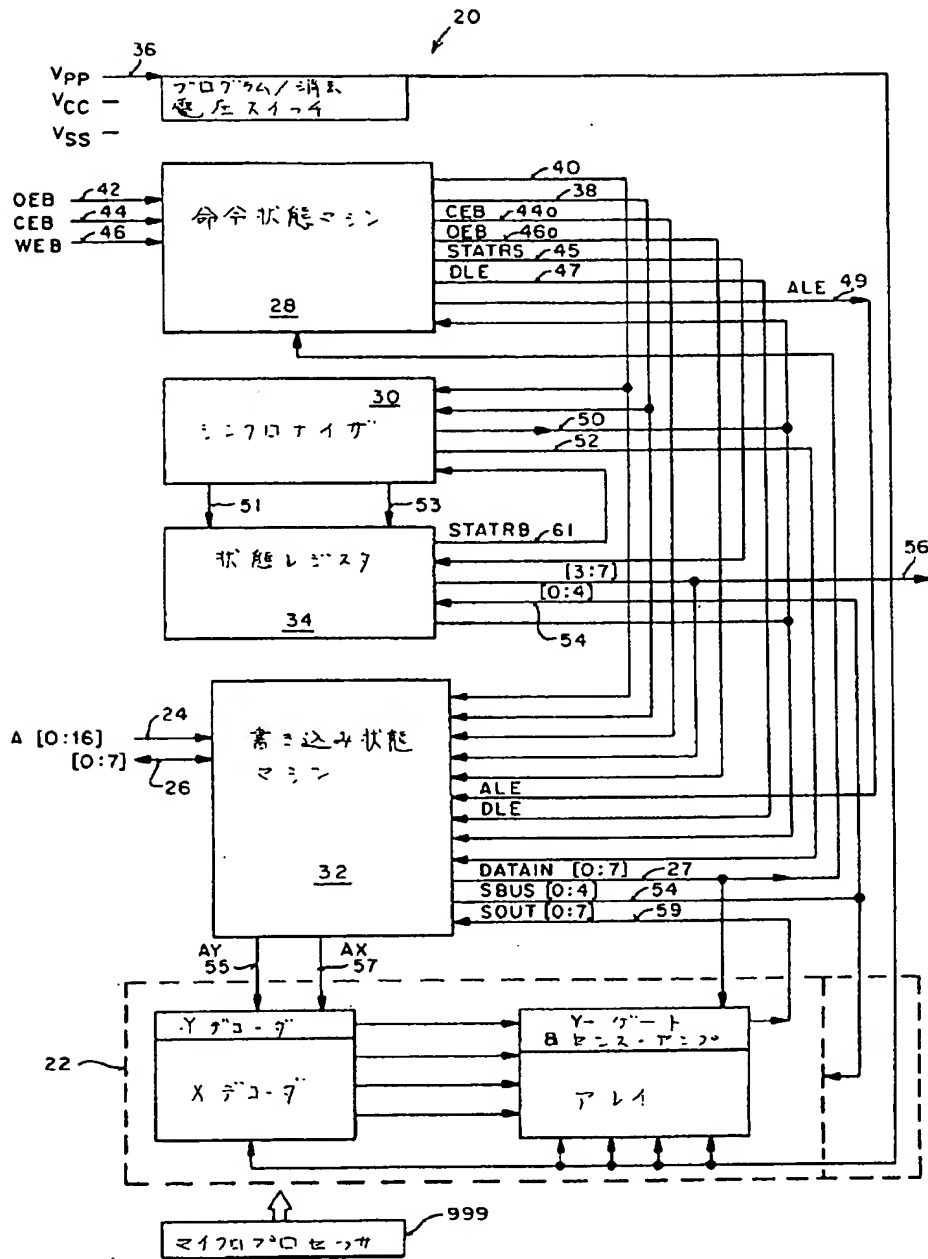 20
36
VPP
VCC
VSS
プログラム/消去
電圧スイッチ
40
38
OEB 42
CEB 44
WEB 46
命令状態マシン
28
CEB 440
OEB 460
STATRS 45
DLE 47
ALE 49
30
シンクロナイザ
50
52
51
53
STATRB 61
状態レジスタ
34
[3:7]
[0:4]
54
56
A [0:16]
24
[0:7]
26
書き込み状態
マシン
32
ALE
DLE
DATAIN [0:7] 27
SBUS [0:4] 54
SOUT [0:7] 59
AY
55
AX
57
22
Yデコーダ
Xデコーダ
Y-ゲート
8 センス・アンプ
アレイ
999
マイクロプロセッサ